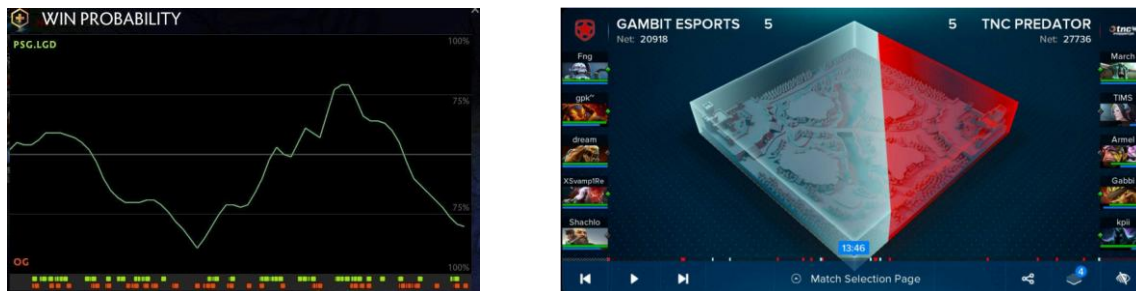 WIN PROBABILITY
PSG.LGD
100%
75%
75%
OG
100%
GAMBIT ESPORTS 5
Net: 20918
5 TNC PREDATOR
Net: 27736
tnc
Fng
gpk~
dream
XSvamp1Re
Shachlo
March
TIMS
Armel
Gabbi
kpii
13:46
Match Selection Page
4